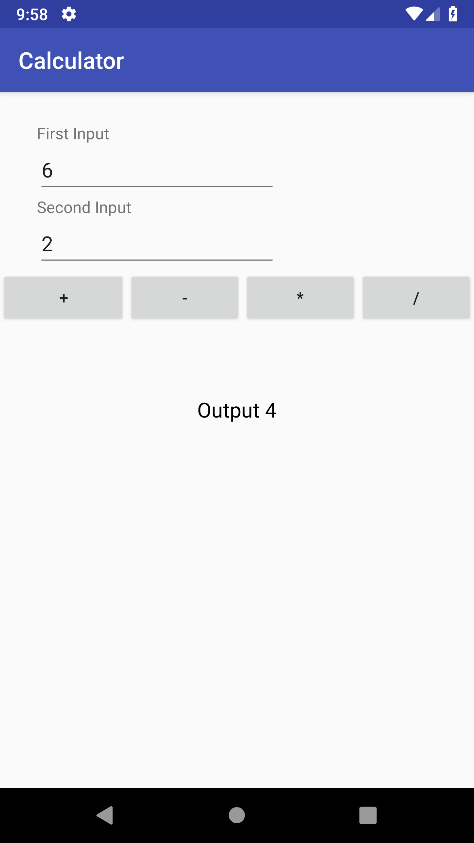 9:58
Calculator
First Input
6
Second Input
2
+ - * /
Output 4